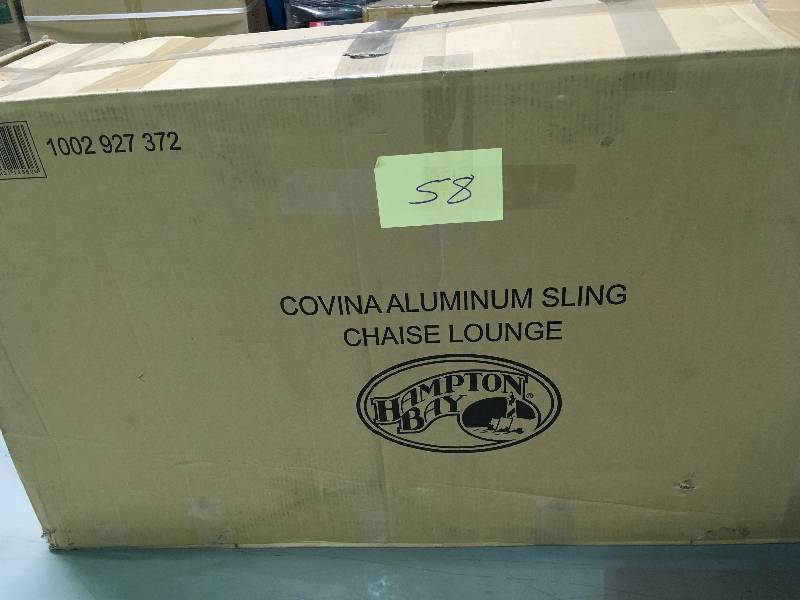 1002 927 372
58
COVINA ALUMINUM SLING
CHAISE LOUNGE
HAMPTON
BAY
®